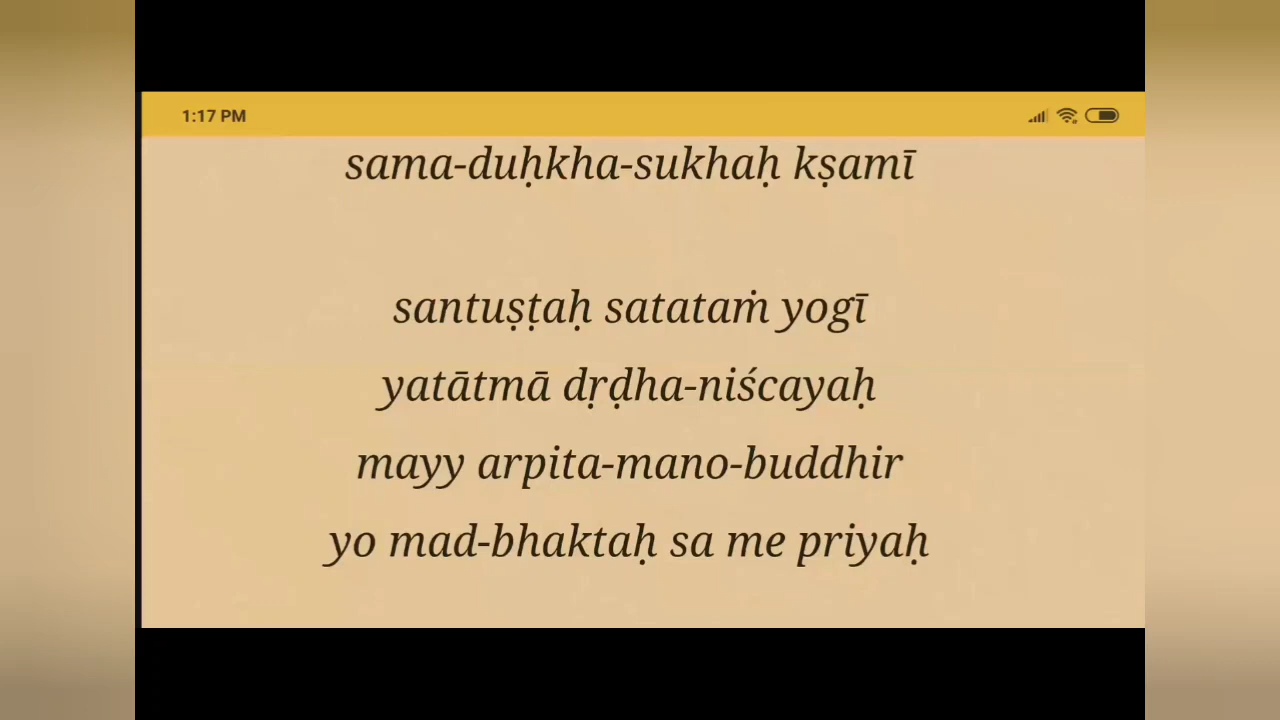 1:17 PM
sama-duḥkha-sukhaḥ kṣamī
santuṣṭaḥ satataṁ yogī
yatātmā dṛḍha-niścayaḥ
mayy arpita-mano-buddhir
yo mad-bhaktaḥ sa me priyaḥ